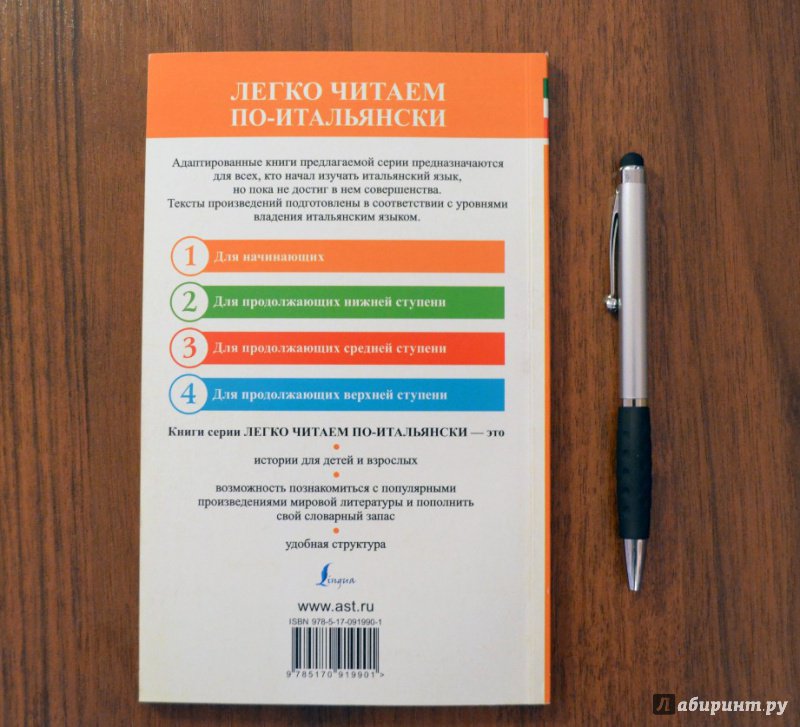 ЛЕГКО ЧИТАЕМ
ПО-ИТАЛЬЯНСКИ
Адаптированные книги предлагаемой серии предназначаются
для всех, кто начал изучать итальянский язык,
но пока не достиг в нем совершенства.
Тексты произведений подготовлены в соответствии с уровнями
владения итальянским языком.
1 Для начинающих
2 Для продолжающих нижней ступени
3 Для продолжающих средней ступени
4 Для продолжающих верхней ступени
Книги серии ЛЕГКО ЧИТАЕМ ПО-ИТАЛЬЯНСКИ — это
истории для детей и взрослых
возможность познакомиться с популярными
произведениями мировой литературы и пополнить
свой словарный запас
удобная структура
Lingua
www.ast.ru
ISBN 978-5-17-091990-1
9 785170 919901 >
Лабиринт.ру